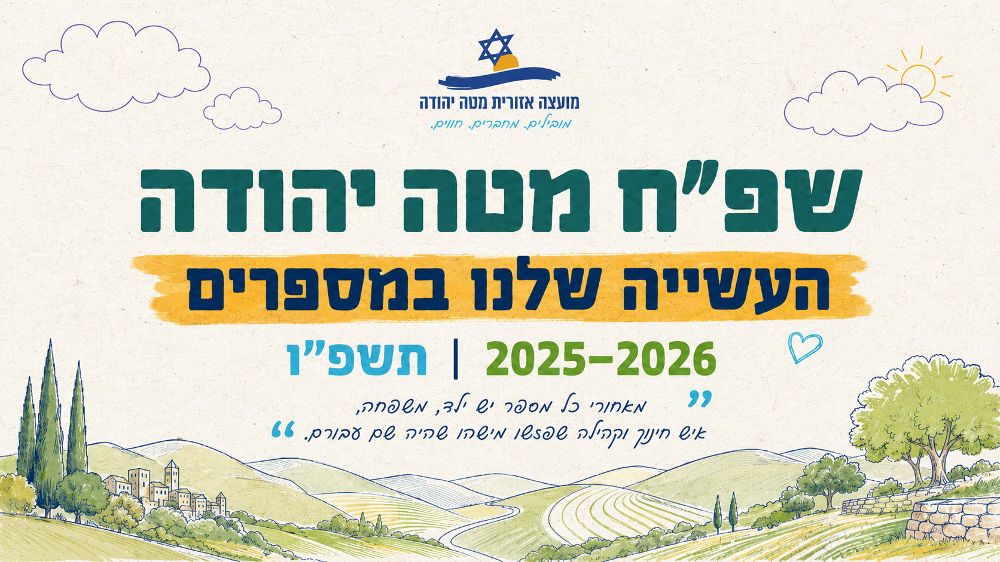 מועצה אזורית מטה יהודה
מובילים. מחברים. חווים.
שפ״ח מטה יהודה
העשייה שלנו במספרים
2025–2026 | תשפ״ו
”מאחורי כל מספר יש ילד, משפחה,
איש חינוך וקהילה שפגשו מישהו שהיה שם עבורם.“